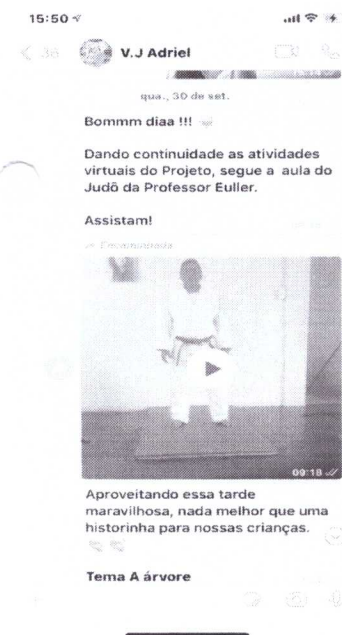 15:50
36
V.J Adriel
qua., 30 de set.
Bommm diaa !!!
Dando continuidade as atividades
virtuais do Projeto, segue a aula do
Judô da Professor Euller.
Assistam!
Encaminhada
09:18
Aproveitando essa tarde
maravilhosa, nada melhor que uma
historinha para nossas crianças.
Tema A árvore